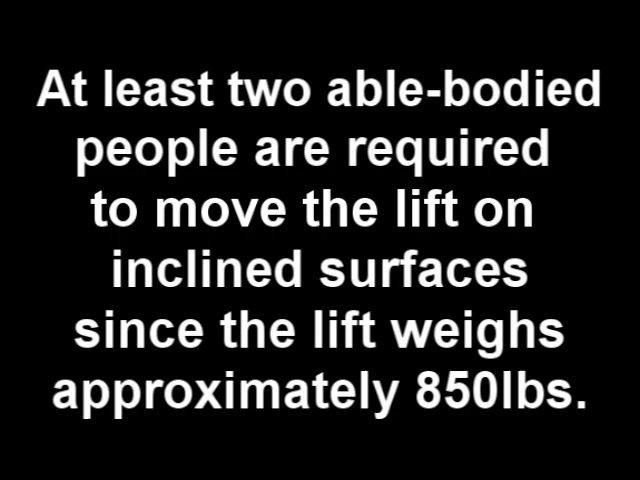 At least two able-bodied
people are required
to move the lift on
inclined surfaces
since the lift weighs
approximately 850lbs.